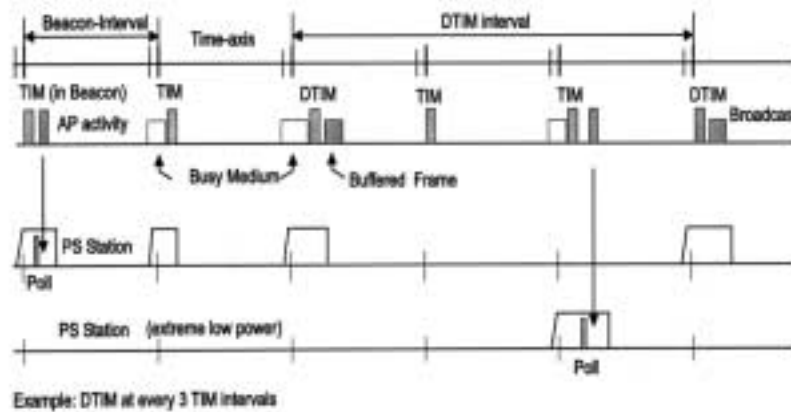 Beacon-Interval
Time-axis
DTIM interval
TIM (in Beacon)
TIM
DTIM
TIM
TIM
DTIM
AP activity
Broadcast
Busy Medium
Buffered Frame
PS Station
Poll
PS Station (extreme low power)
Poll
Example: DTIM at every 3 TIM intervals